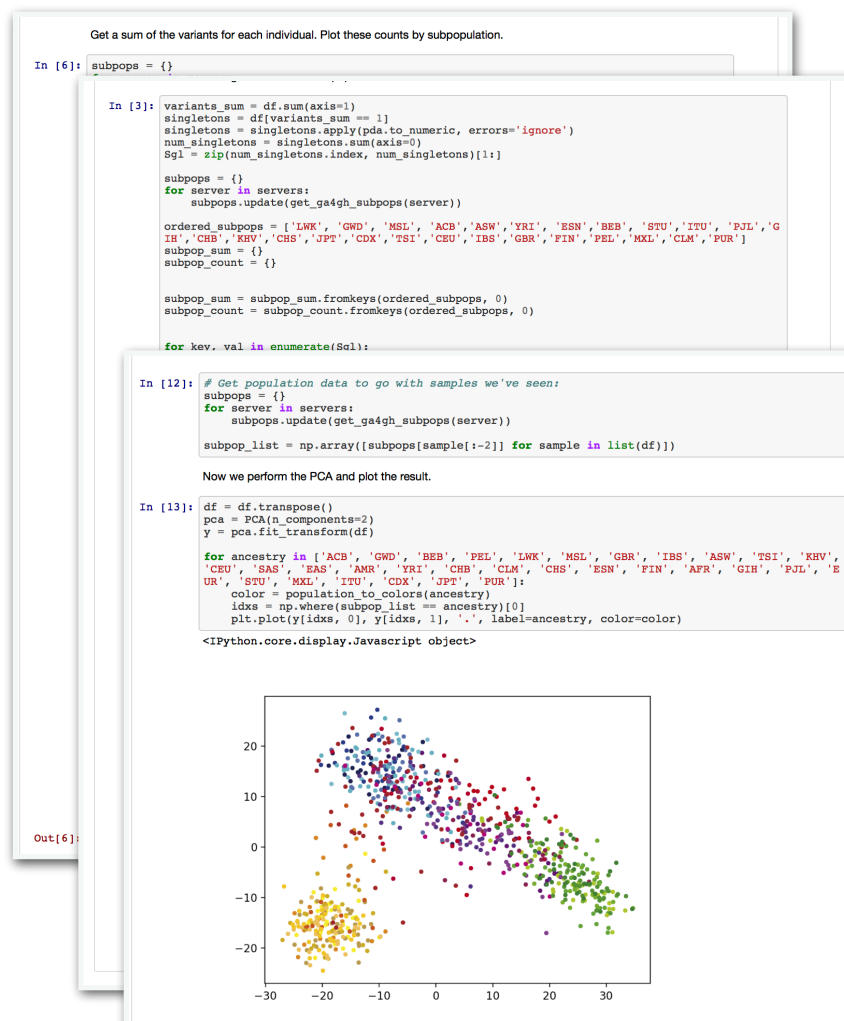 Get a sum of the variants for each individual. Plot these counts by subpopulation.
In [6]: subpops = {}
In [3]: variants_sum = df.sum(axis=1)
singletons = df[variants_sum == 1]
singletons = singletons.apply(pda.to_numeric, errors='ignore')
num_singletons = singletons.sum(axis=0)
Sgl = zip(num_singletons.index, num_singletons)[1:]
subpops = {}
for server in servers:
    subpops.update(get_ga4gh_subpops(server))
ordered_subpops = ['LWK', 'GWD', 'MSL', 'ACB','ASW','YRI', 'ESN','BEB', 'STU','ITU', 'PJL','G
IH','CHB','KHV','CHS','JPT','CDX','TSI','CEU','IBS','GBR','FIN','PEL','MXL','CLM','PUR']
subpop_sum = {}
subpop_count = {}
subpop_sum = subpop_sum.fromkeys(ordered_subpops, 0)
subpop_count = subpop_count.fromkeys(ordered_subpops, 0)
for key, val in enumerate(Sgl):
In [12]: # Get population data to go with samples we've seen:
subpops = {}
for server in servers:
    subpops.update(get_ga4gh_subpops(server))
subpop_list = np.array([subpops[sample[:-2]] for sample in list(df)])
Now we perform the PCA and plot the result.
In [13]: df = df.transpose()
pca = PCA(n_components=2)
y = pca.fit_transform(df)
for ancestry in ['ACB', 'GWD', 'BEB', 'PEL', 'LWK', 'MSL', 'GBR', 'IBS', 'ASW', 'TSI', 'KHV',
'CEU', 'SAS', 'EAS', 'AMR', 'YRI', 'CHB', 'CLM', 'CHS', 'ESN', 'FIN', 'AFR', 'GIH', 'PJL', 'E
UR', 'STU', 'MXL', 'ITU', 'CDX', 'JPT', 'PUR']:
    color = population_to_colors(ancestry)
    idxs = np.where(subpop_list == ancestry)[0]
    plt.plot(y[idxs, 0], y[idxs, 1], '.', label=ancestry, color=color)
<IPython.core.display.Javascript object>
20
10
0
−10
−20
−30 −20 −10 0 10 20 30
Out[6]: